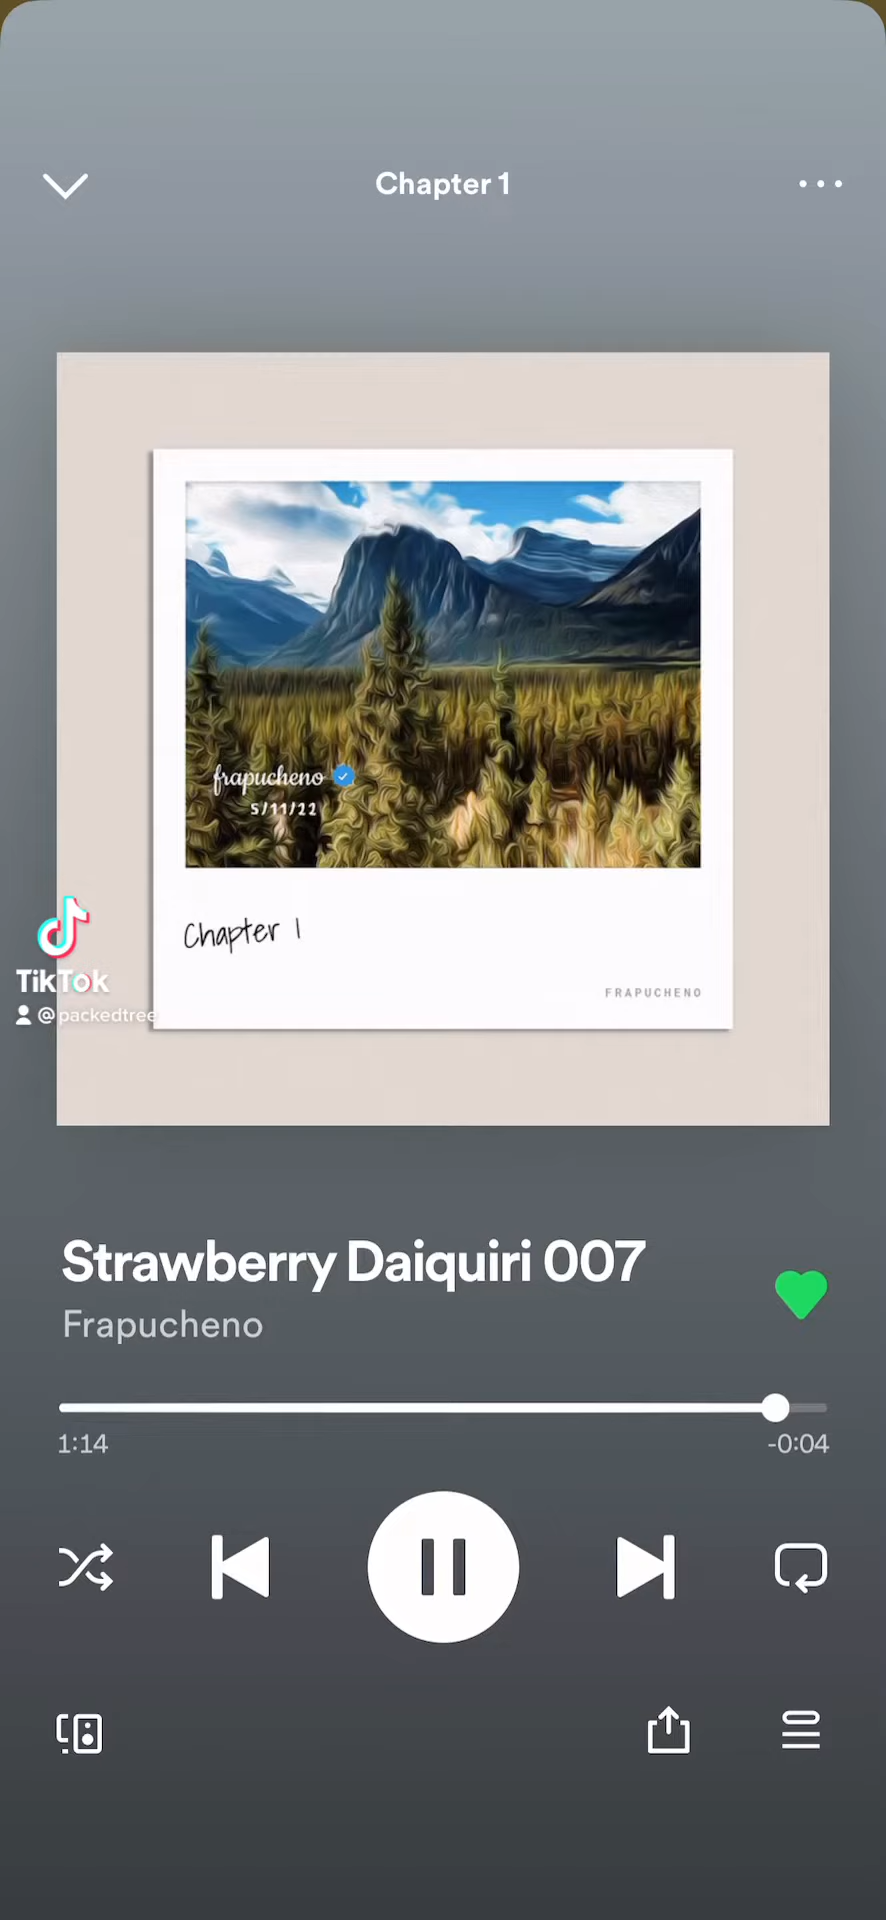 Chapter 1
frapucheno
5/11/22
Chapter 1
FRAPUCHENO
TikTok
@packedtree
Strawberry Daiquiri 007
Frapucheno
1:14
-0:04